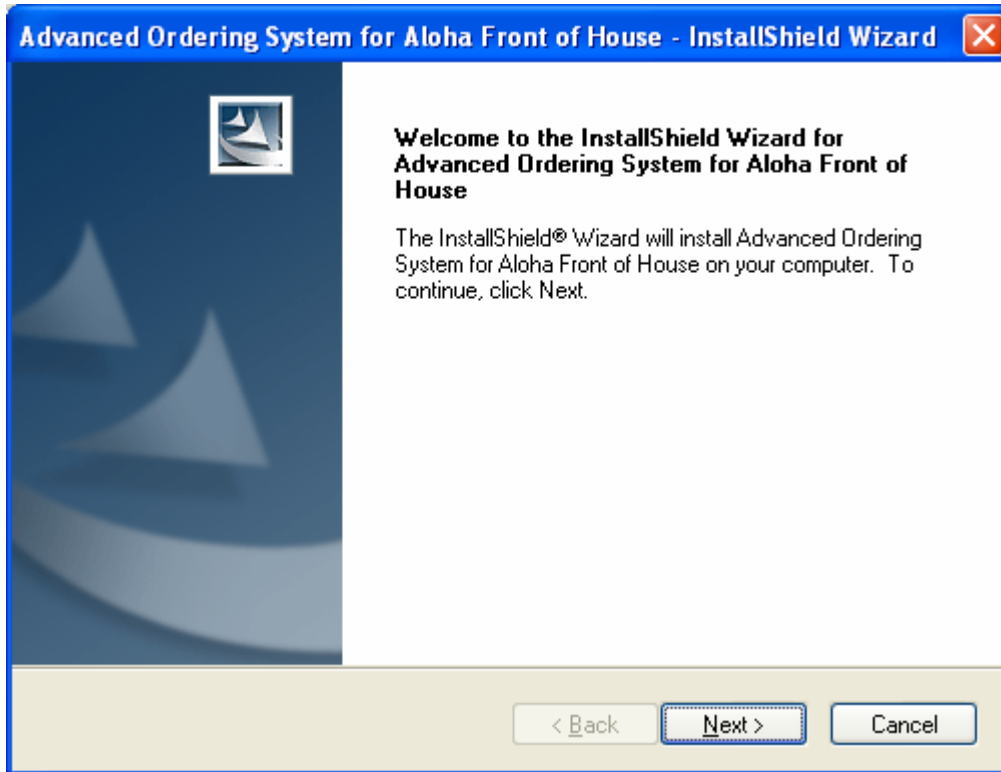 Advanced Ordering System for Aloha Front of House - InstallShield Wizard
Welcome to the InstallShield Wizard for
Advanced Ordering System for Aloha Front of
House
The InstallShield® Wizard will install Advanced Ordering
System for Aloha Front of House on your computer. To
continue, click Next.
< Back
Next >
Cancel